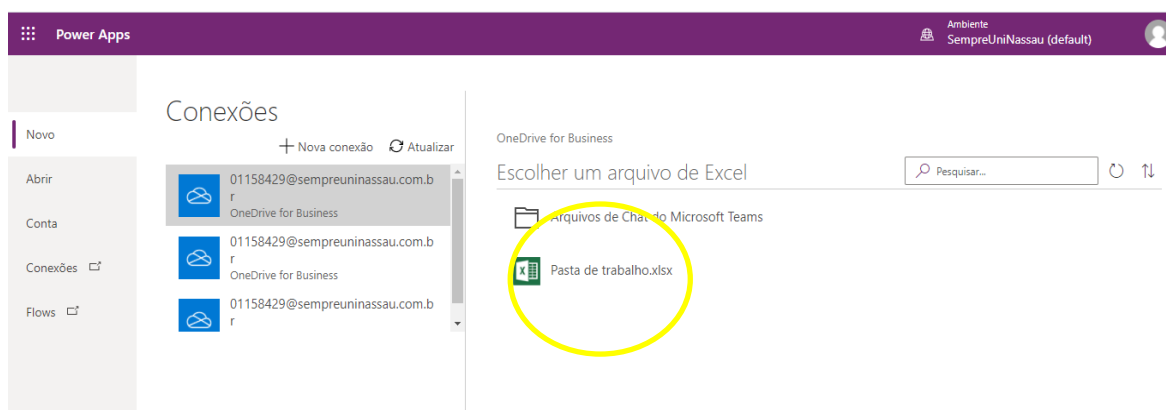 Power Apps
Ambiente
SempreUniNassau (default)
Novo
Abrir
Conta
Conexões
Flows
Conexões
Nova conexão
Atualizar
01158429@sempreuninassau.com.b
r
OneDrive for Business
01158429@sempreuninassau.com.b
r
OneDrive for Business
01158429@sempreuninassau.com.b
r
OneDrive for Business
Escolher um arquivo de Excel
Pesquisar...
Arquivos de Chat do Microsoft Teams
Pasta de trabalho.xlsx